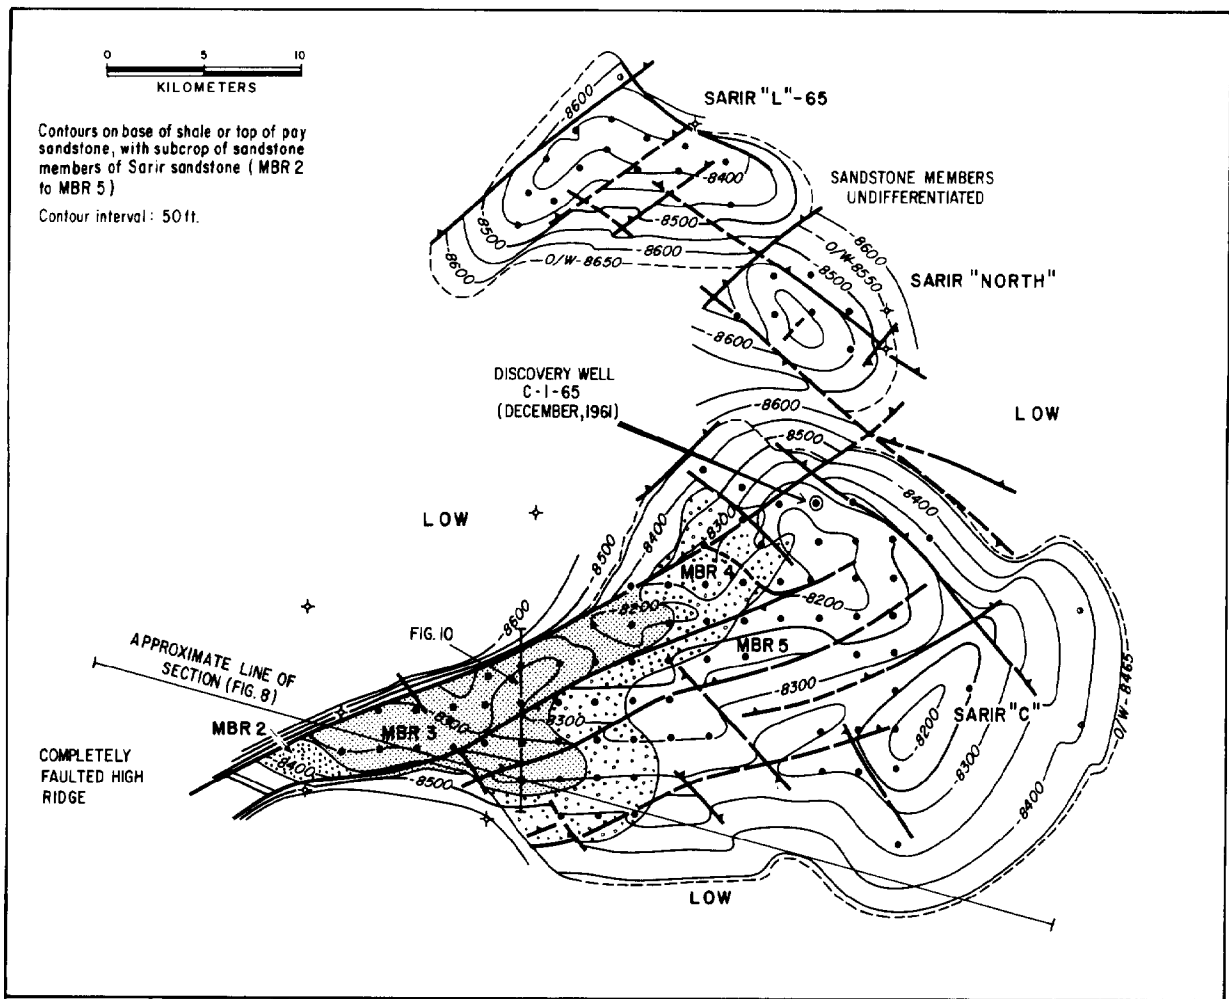 0 5 10
KILOMETERS
Contours on base of shale or top of pay
sandstone, with subcrop of sandstone
members of Sarir sandstone (MBR 2
to MBR 5)
Contour interval: 50 ft.
SARIR "L"-65
-8600
-8400
SANDSTONE MEMBERS
UNDIFFERENTIATED
-8500
-8500
-8600
-8600
O/W-8650
-8600
O/W-8550
-8500
SARIR "NORTH"
-8600
DISCOVERY WELL
C-1-65
(DECEMBER, 1961)
-8600
LOW
-8500
-8400
LOW
-8300
-8400
-8500
MBR 4
-8200
-8200
-8600
FIG. 10
MBR 5
APPROXIMATE LINE OF
SECTION (FIG. 8)
-8300
SARIR "C"
-8300
-8300
MBR 2
MBR 3
-8200
O/W-8465
COMPLETELY
FAULTED HIGH
RIDGE
-8400
-8500
-8300
-8400
LOW